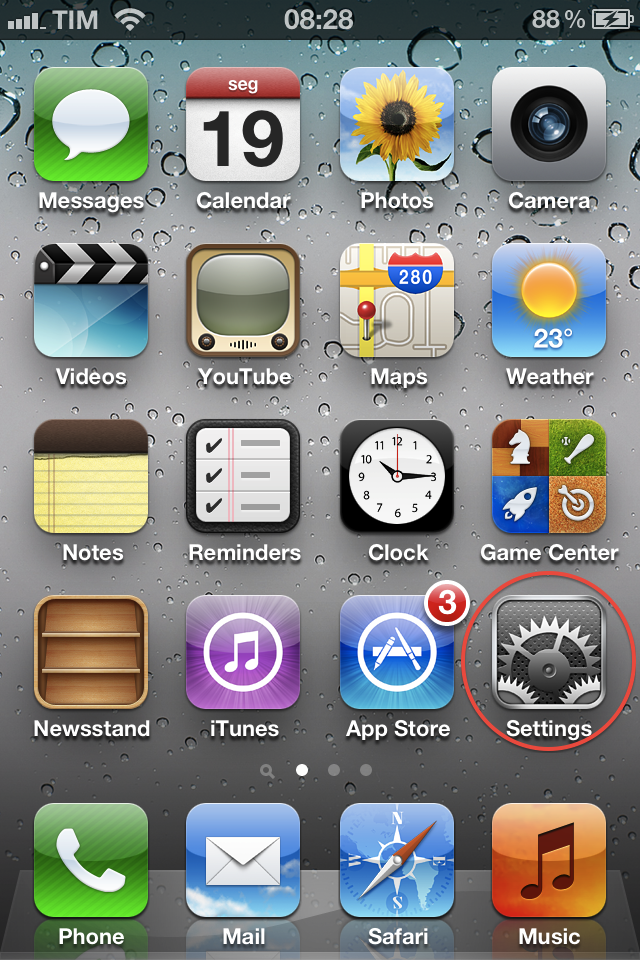 TIM 08:28 88 %
seg
19
Messages Calendar Photos Camera
280
23°
Videos YouTube Maps Weather
12
11 1
10 2
9 3
8 4
7 5
6
Notes Reminders Clock Game Center
3
Newsstand iTunes App Store Settings
N
W E
S
Phone Mail Safari Music